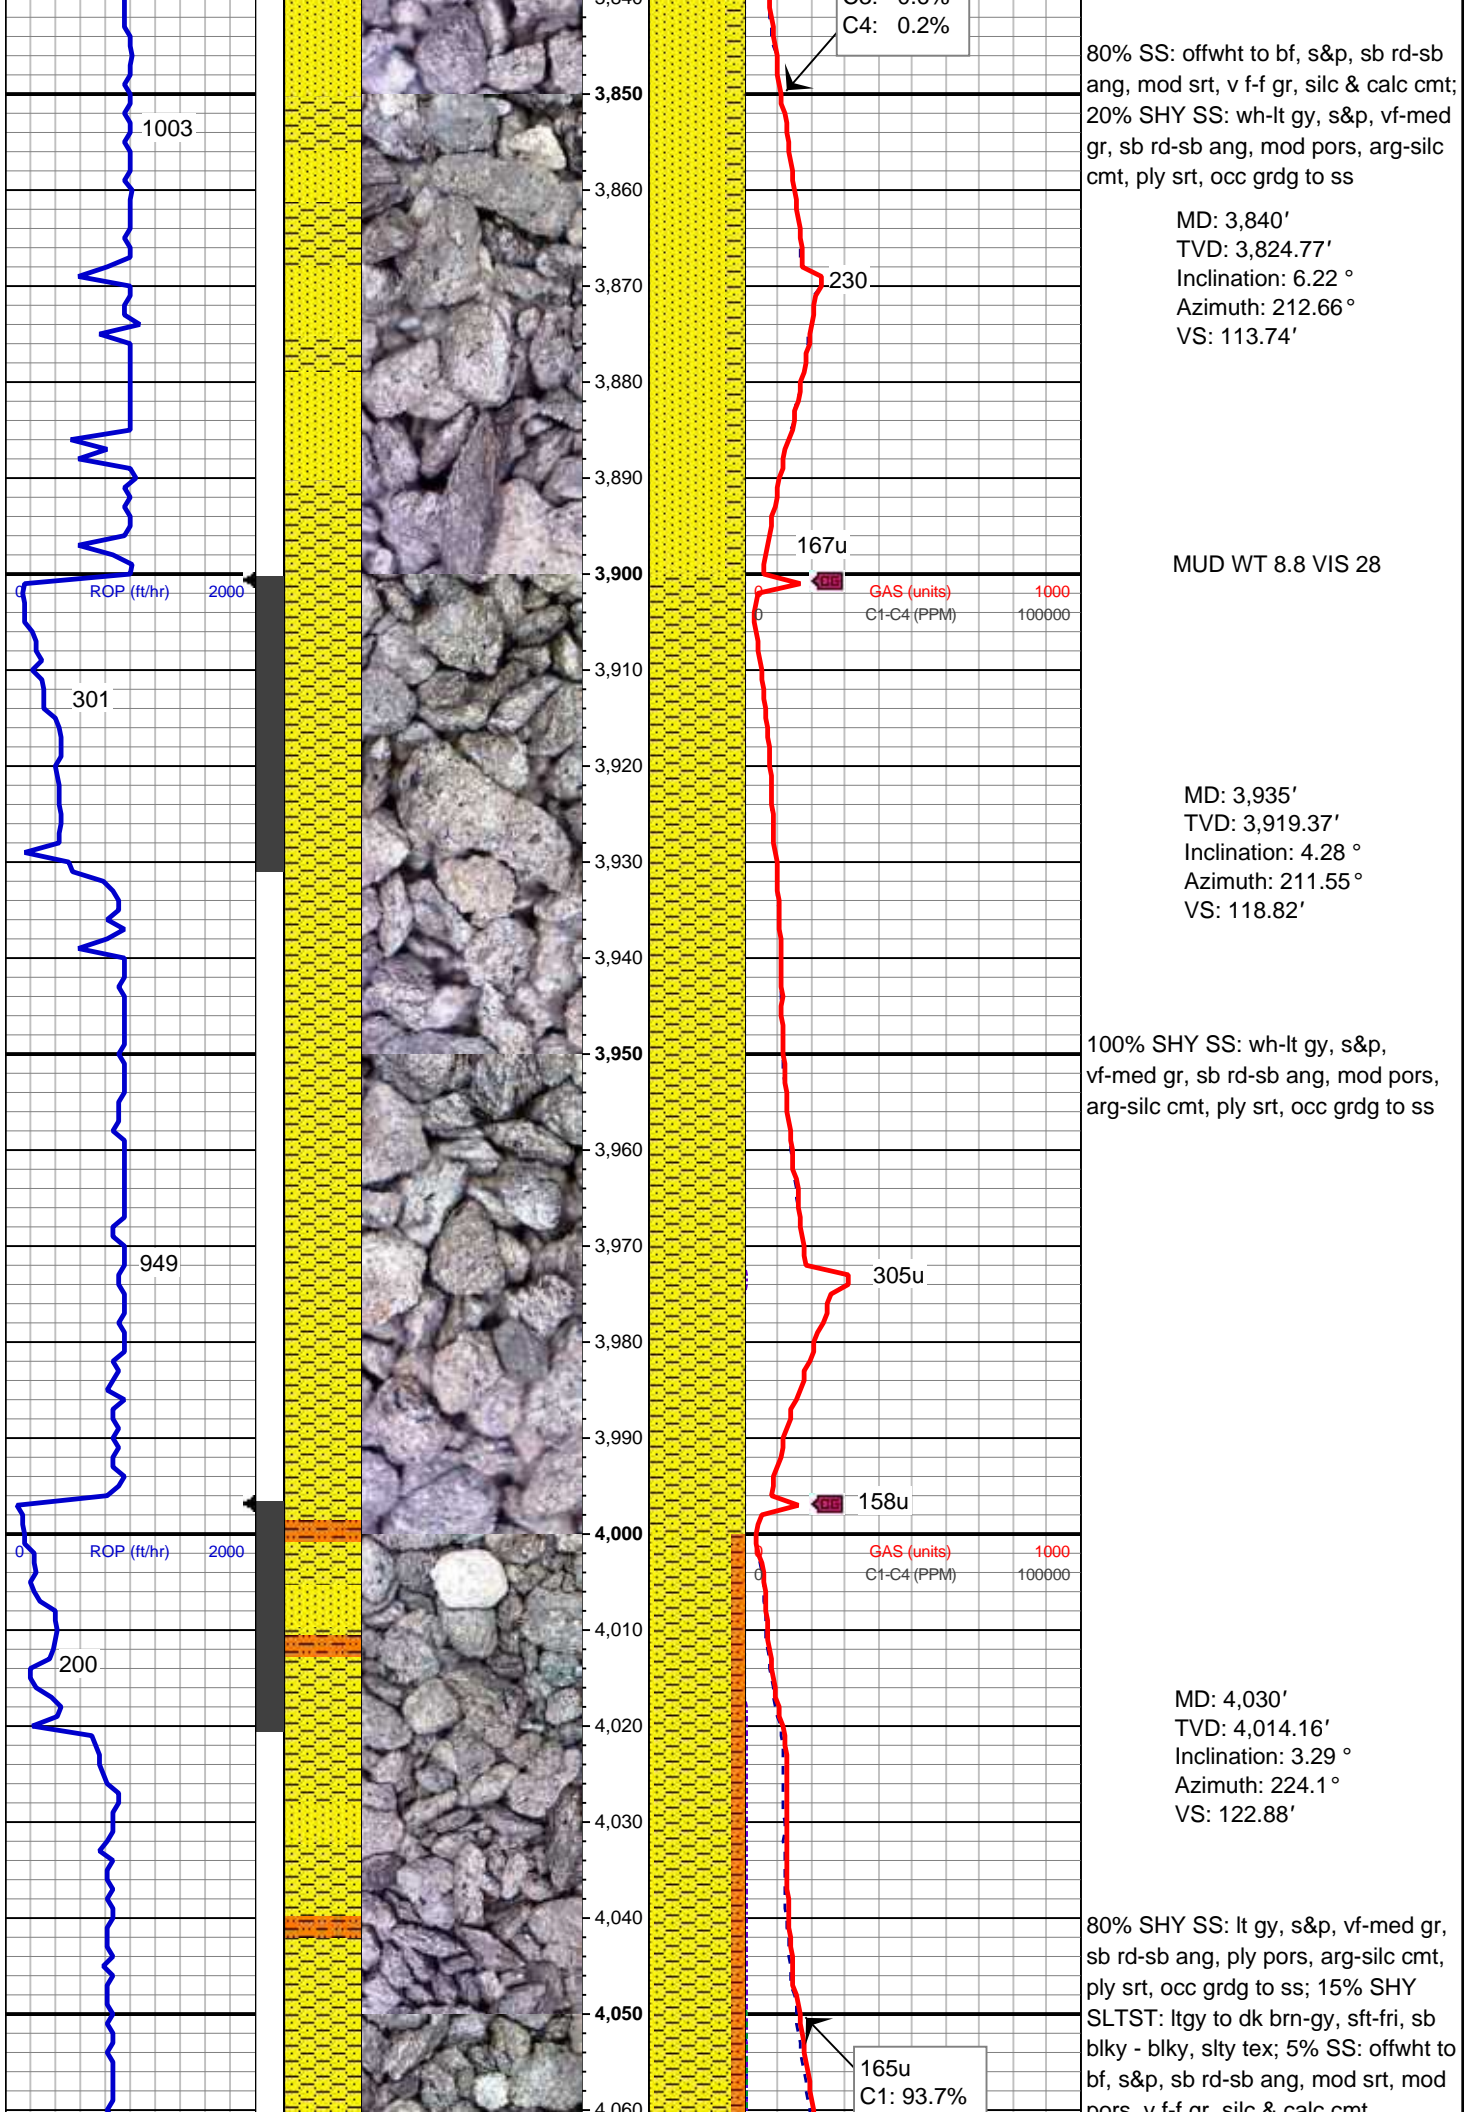 C4: 0.2%
80% SS: offwht to bf, s&p, sb rd-sb
ang, mod srt, v f-f gr, silc & calc cmt;
20% SHY SS: wh-lt gy, s&p, vf-med
gr, sb rd-sb ang, mod pors, arg-silc
cmt, ply srt, occ grdg to ss
3,850
1003
3,860
MD: 3,840'
TVD: 3,824.77'
Inclination: 6.22 °
Azimuth: 212.66°
VS: 113.74'
3,870
230
3,880
3,890
167u
3,900
CG
MUD WT 8.8 VIS 28
0 ROP (ft/hr) 2000
0 GAS (units) 1000
0 C1-C4 (PPM) 100000
3,910
301
3,920
MD: 3,935'
TVD: 3,919.37'
Inclination: 4.28 °
Azimuth: 211.55°
VS: 118.82'
3,930
3,940
3,950
100% SHY SS: wh-lt gy, s&p,
vf-med gr, sb rd-sb ang, mod pors,
arg-silc cmt, ply srt, occ grdg to ss
3,960
3,970
949
305u
3,980
3,990
CG 158u
4,000
0 ROP (ft/hr) 2000
0 GAS (units) 1000
0 C1-C4 (PPM) 100000
4,010
200
4,020
MD: 4,030'
TVD: 4,014.16'
Inclination: 3.29 °
Azimuth: 224.1°
VS: 122.88'
4,030
4,040
80% SHY SS: lt gy, s&p, vf-med gr,
sb rd-sb ang, ply pors, arg-silc cmt,
ply srt, occ grdg to ss; 15% SHY
SLTST: ltgy to dk brn-gy, sft-fri, sb
blky - blky, slty tex; 5% SS: offwht to
bf, s&p, sb rd-sb ang, mod srt, mod
pors, v f-f gr, silc & calc cmt
4,050
165u
C1: 93.7%
4,060